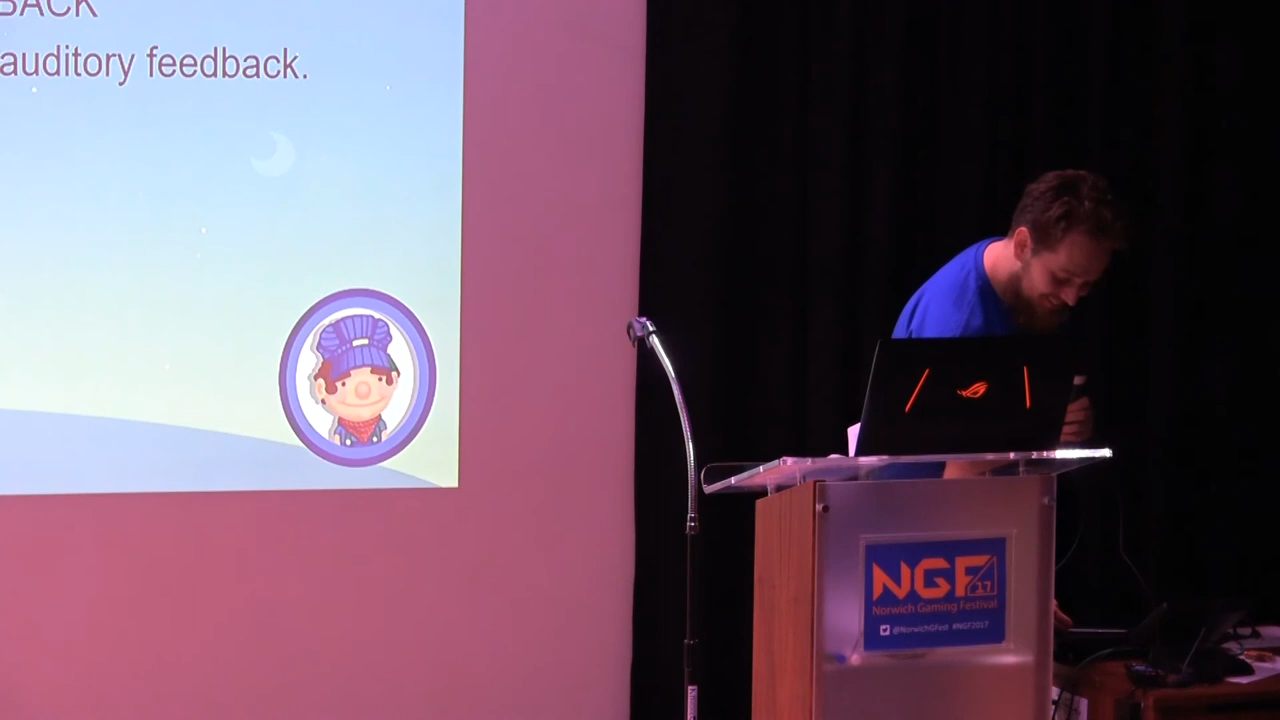 BACK
auditory feedback.
NGF
17
Norwich Gaming Festival
@NorwichGFest #NGF2017